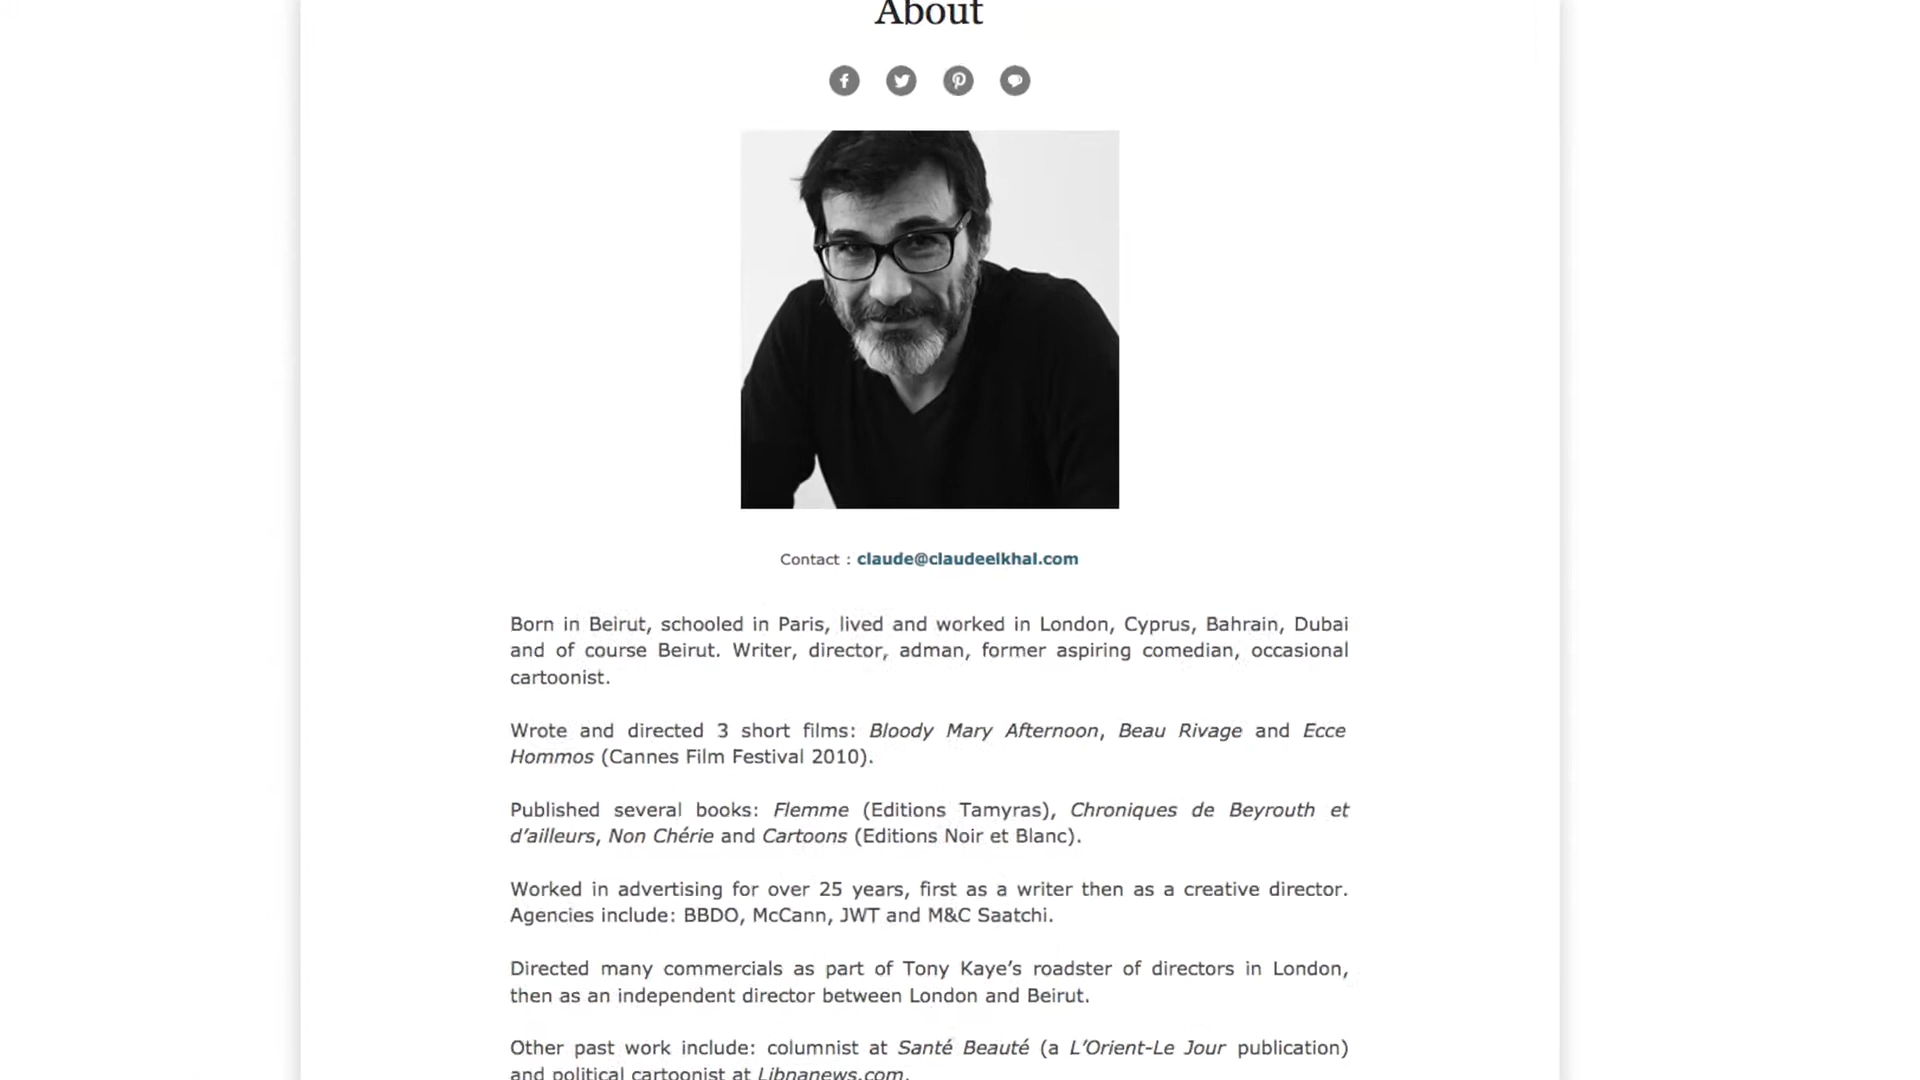 About
Contact : claude@claudeelkhal.com
Born in Beirut, schooled in Paris, lived and worked in London, Cyprus, Bahrain, Dubai
and of course Beirut. Writer, director, adman, former aspiring comedian, occasional
cartoonist.
Wrote and directed 3 short films: Bloody Mary Afternoon, Beau Rivage and Ecce
Hommos (Cannes Film Festival 2010).
Published several books: Flemme (Editions Tamyras), Chroniques de Beyrouth et
d’ailleurs, Non Chérie and Cartoons (Editions Noir et Blanc).
Worked in advertising for over 25 years, first as a writer then as a creative director.
Agencies include: BBDO, McCann, JWT and M&C Saatchi.
Directed many commercials as part of Tony Kaye’s roadster of directors in London,
then as an independent director between London and Beirut.
Other past work include: columnist at Santé Beauté (a L’Orient-Le Jour publication)
and political cartoonist at Libnanews.com.